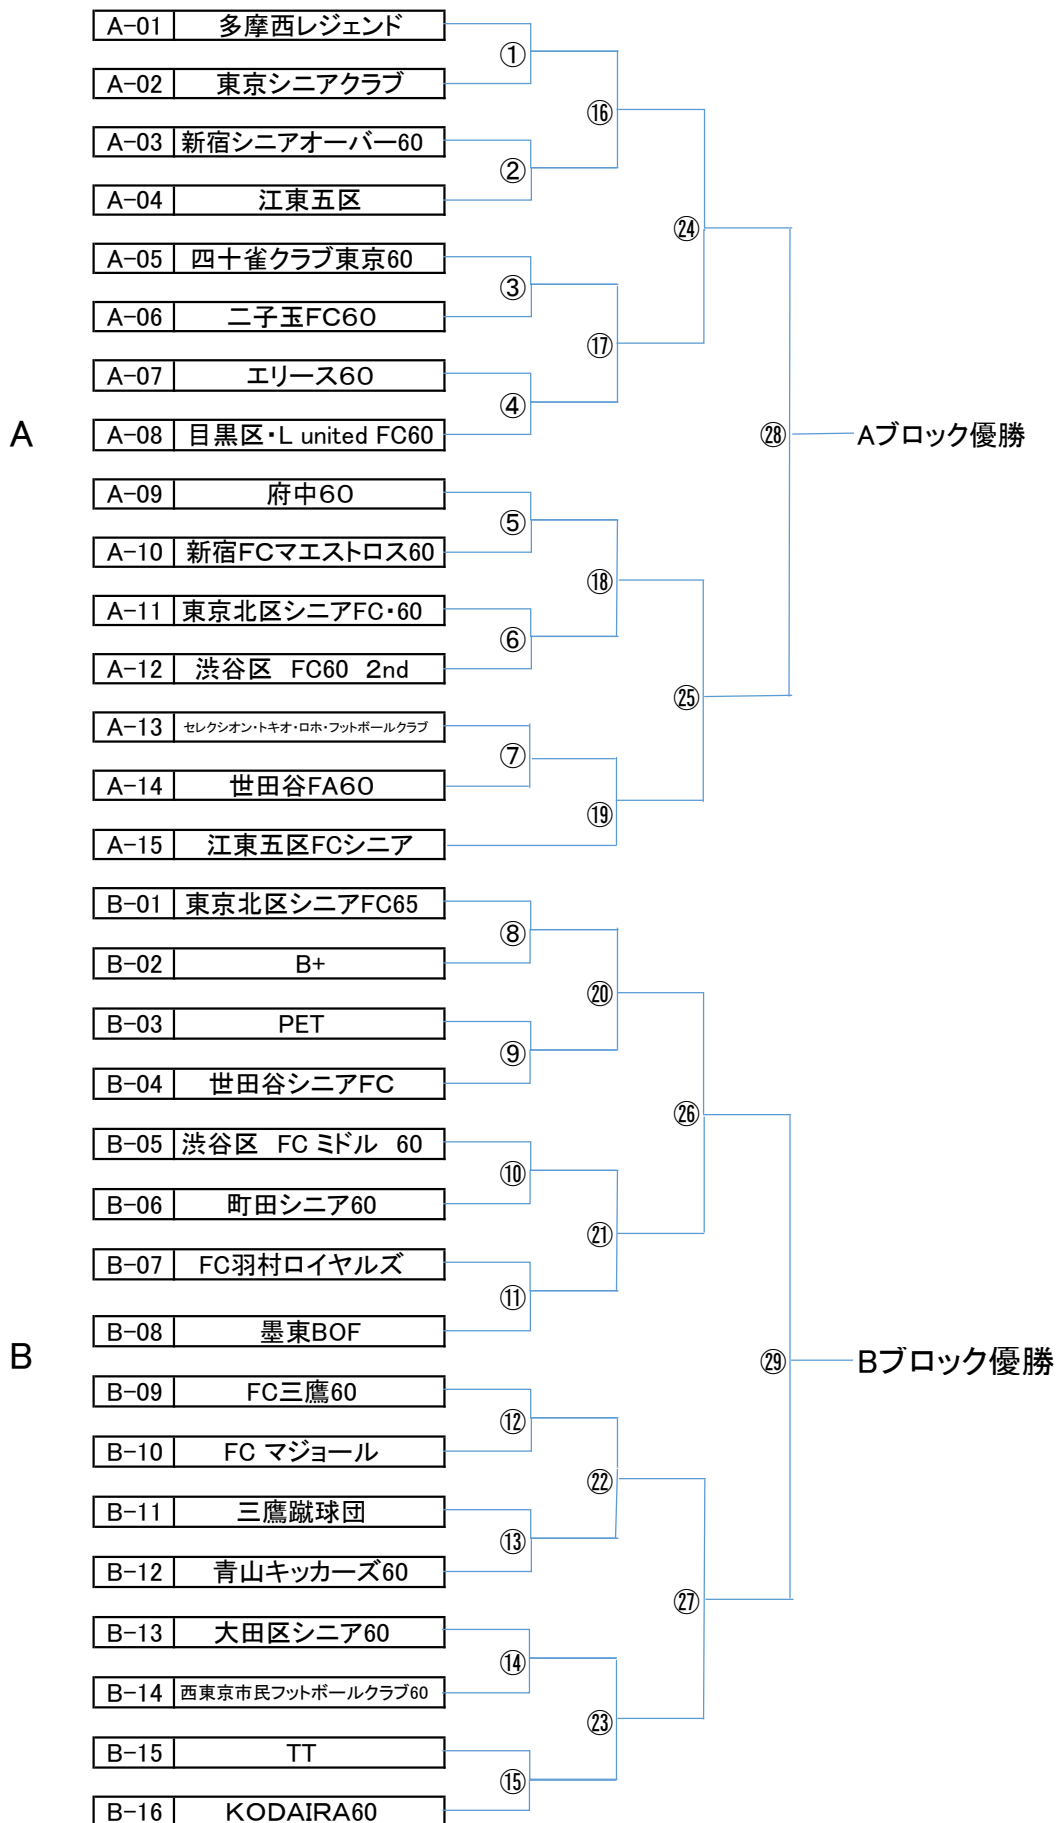 A-01 多摩西レジェンド
①
A-02 東京シニアクラブ
⑯
A-03 新宿シニアオーバー60
②
A-04 江東五区
㉔
A-05 四十雀クラブ東京60
③
A-06 二子玉FC60
⑰
A-07 エリース60
④
A
A-08 目黒区・L united FC60
㉘
Aブロック優勝
A-09 府中60
⑤
A-10 新宿FCマエストロス60
⑱
A-11 東京北区シニアFC・60
⑥
A-12 渋谷区 FC60 2nd
㉕
A-13 セレクシオン・トキオ・ロホ・フットボールクラブ
⑦
A-14 世田谷FA60
⑲
A-15 江東五区FCシニア
B-01 東京北区シニアFC65
⑧
B-02 B+
⑳
B-03 PET
⑨
B-04 世田谷シニアFC
㉖
B-05 渋谷区 FC ミドル 60
⑩
B-06 町田シニア60
㉑
B-07 FC羽村ロイヤルズ
⑪
B-08 墨東BOF
B
㉙
Bブロック優勝
B-09 FC三鷹60
⑫
B-10 FC マジョール
㉒
B-11 三鷹蹴球団
⑬
B-12 青山キッカーズ60
㉗
B-13 大田区シニア60
⑭
B-14 西東京市民フットボールクラブ60
㉓
B-15 TT
⑮
B-16 KODAIRA60